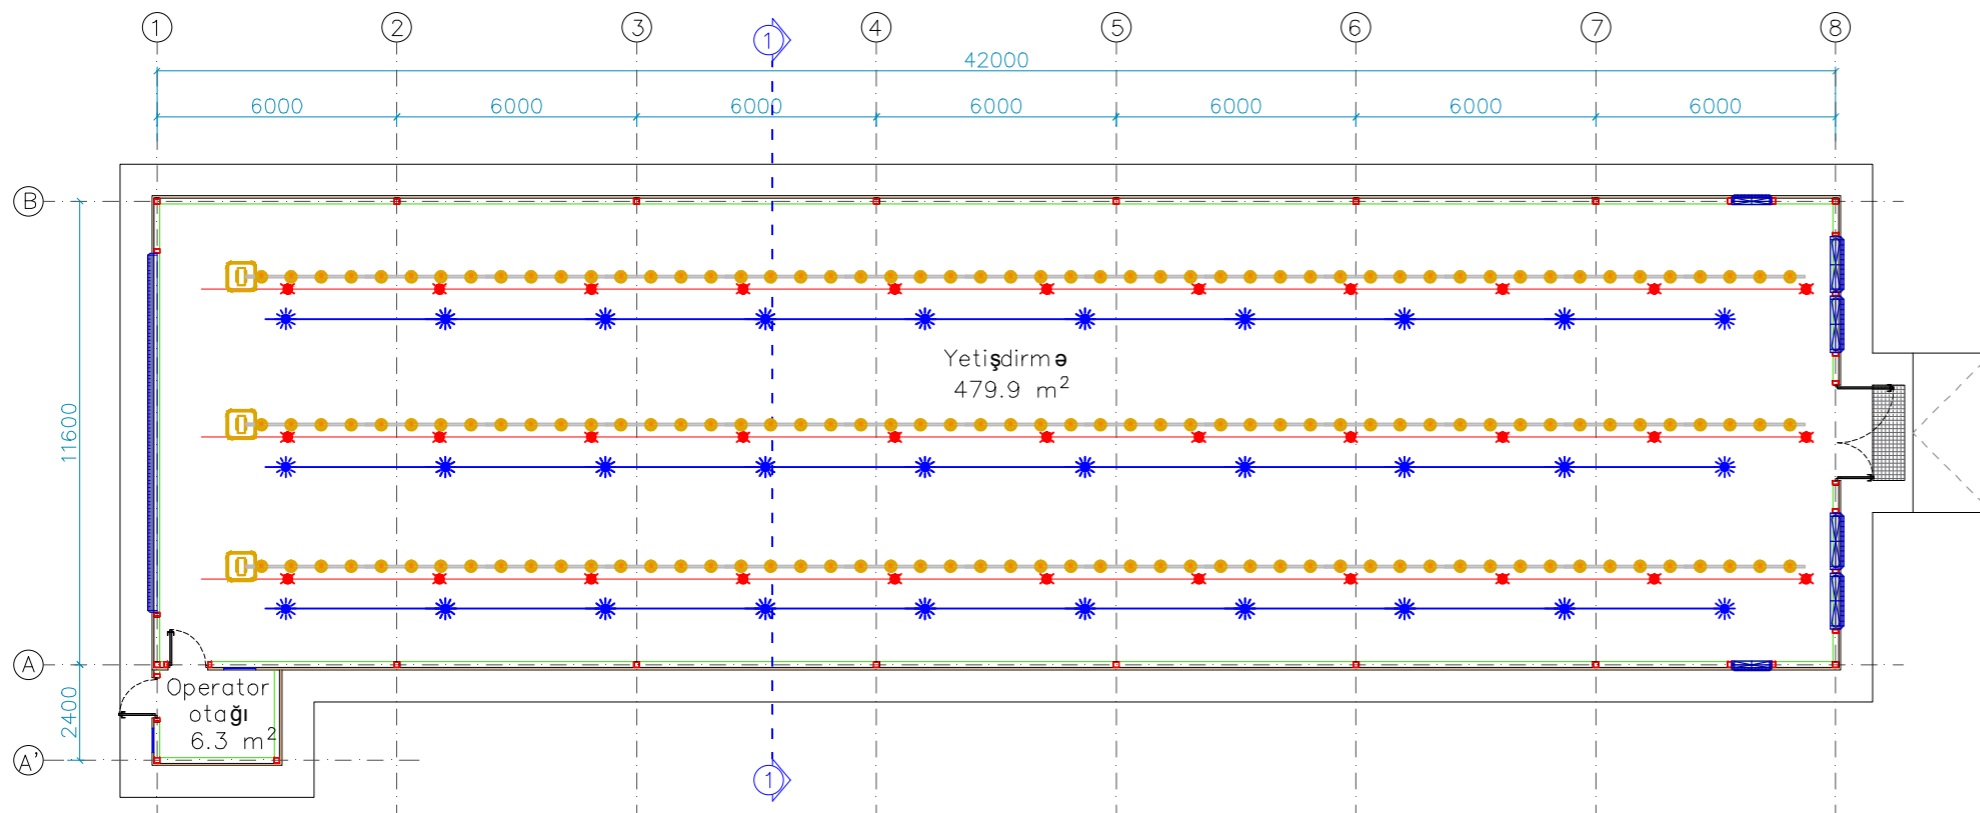 1 2 3 1 4 5 6 7 8
42000
6000 6000 6000 6000 6000 6000 6000
B
Yetişdirmə
479.9 m²
11600
A
Operator
otağı
6.3 m²
2400
A'
1